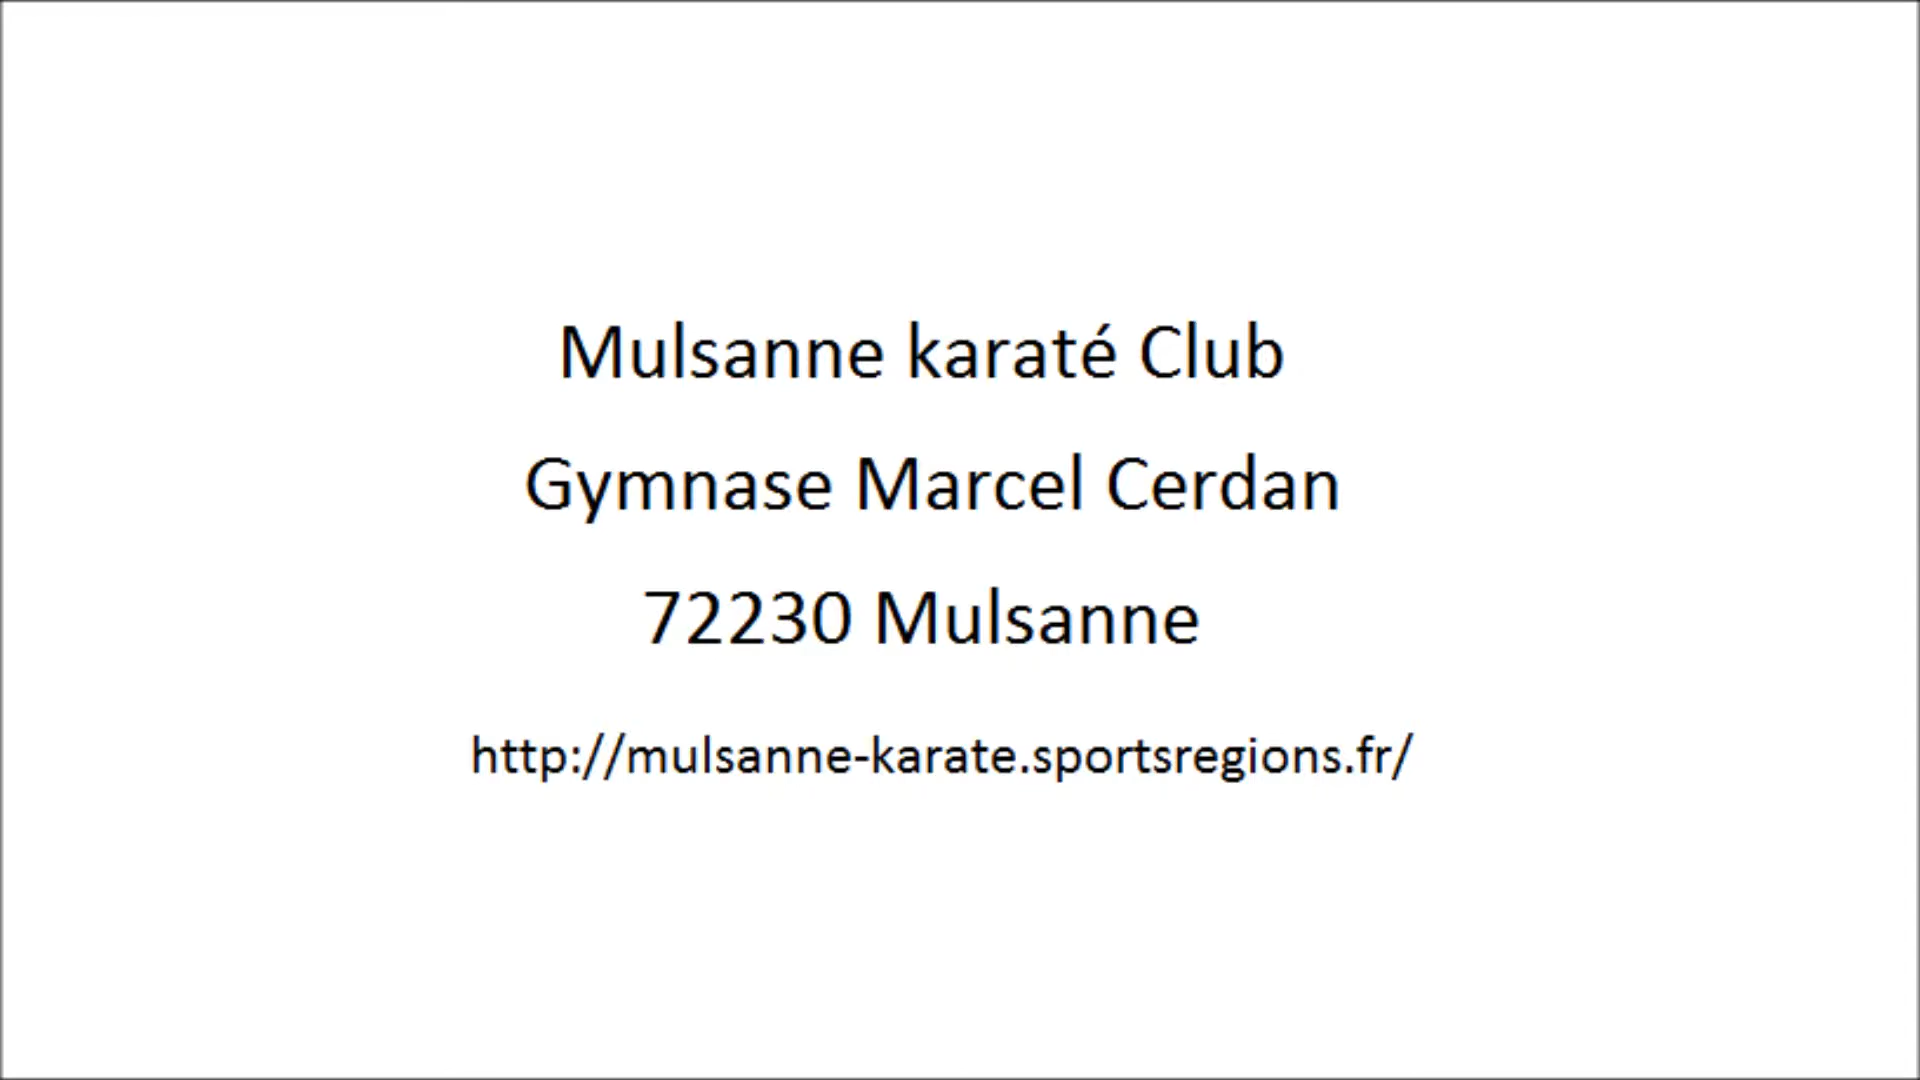 Mulsanne karaté Club
Gymnase Marcel Cerdan
72230 Mulsanne
http://mulsanne-karate.sportsregions.fr/